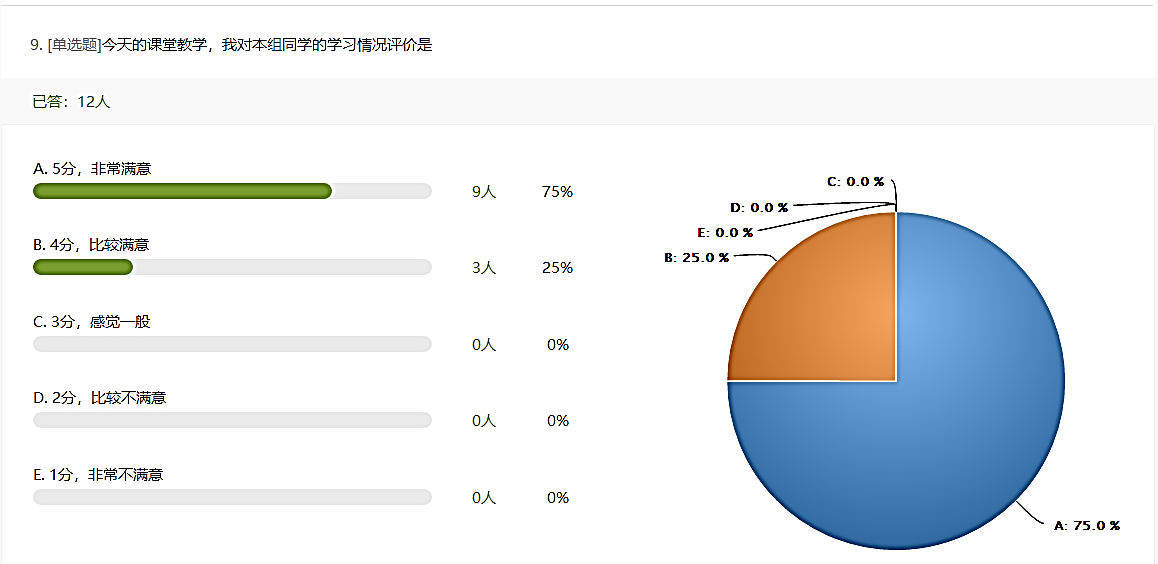 9. [单选题]今天的课堂教学，我对本组同学的学习情况评价是
已答：12人
A. 5分，非常满意
9人 75%
B. 4分，比较满意
3人 25%
C. 3分，感觉一般
0人 0%
D. 2分，比较不满意
0人 0%
E. 1分，非常不满意
0人 0%
C: 0.0 %
D: 0.0 %
E: 0.0 %
B: 25.0 %
A: 75.0 %